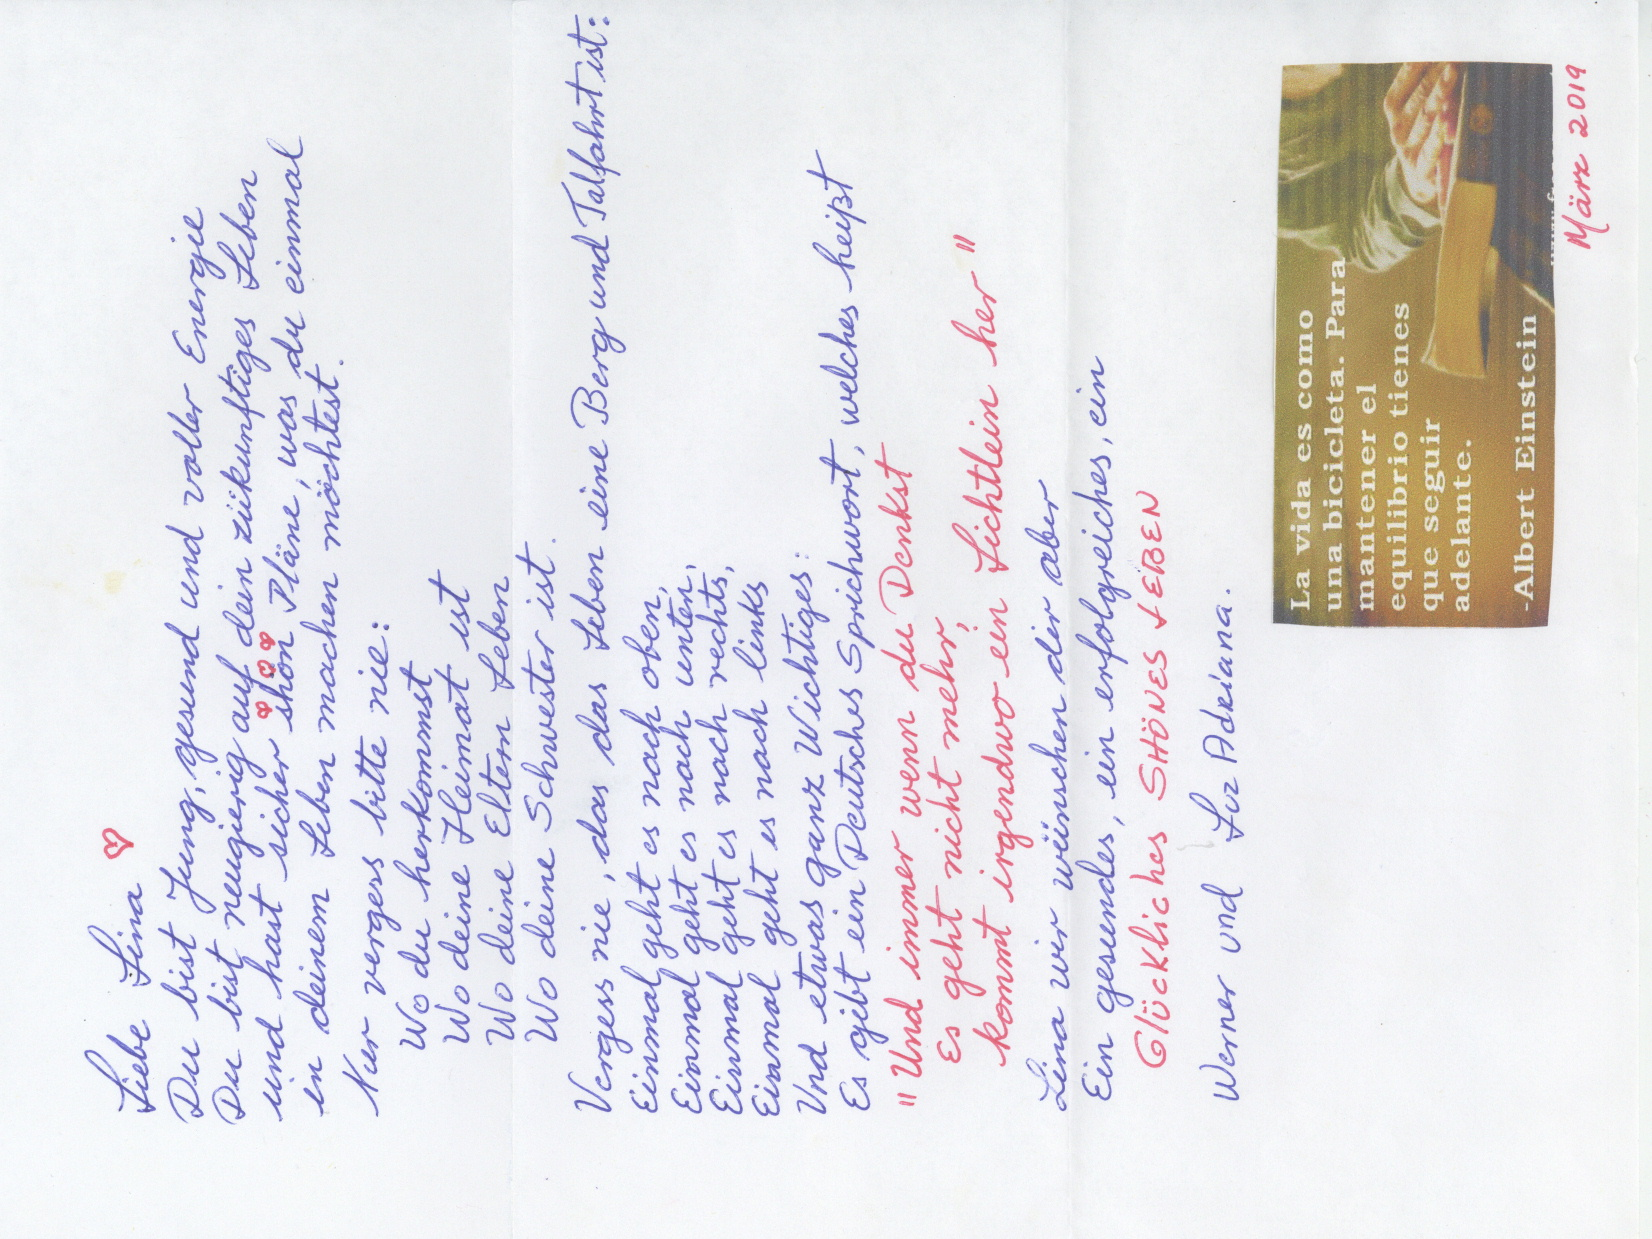 Liebe Lina
Du bist Jung, gesund und voller Energie
Du bist neugierig auf dein zükunftiges Leben
und hast sicher shön Pläne, was du einmal
in deinem Leben machen möchtest.
Nur vergess bitte nie:
Wo du herkommst
Wo deine Heimat ist
Wo deine Eltern Leben
Wo deine Schwester ist.
Vergess nie, das das Leben eine Berg und Talfahrt ist:
Einmal geht es nach oben,
Einmal geht es nach unten,
Einmal geht es nach rechts,
Einmal geht es nach links
Und etwas ganz Wichtiges:
Es gibt ein Deutsches Sprichwort, welches heißt
"Und immer wenn du Denkst
Es geht nicht mehr,
kommt irgendwo ein Lichtlein her"
Lina wir wünschen dir aber
Ein gesundes, ein erfolgreiches, ein
Glückliches SHÖNES LEBEN
Werner und Luz Adriana.
La vida es como
una bicicleta. Para
mantener el
equilibrio tienes
que seguir
adelante.
-Albert Einstein
März 2019